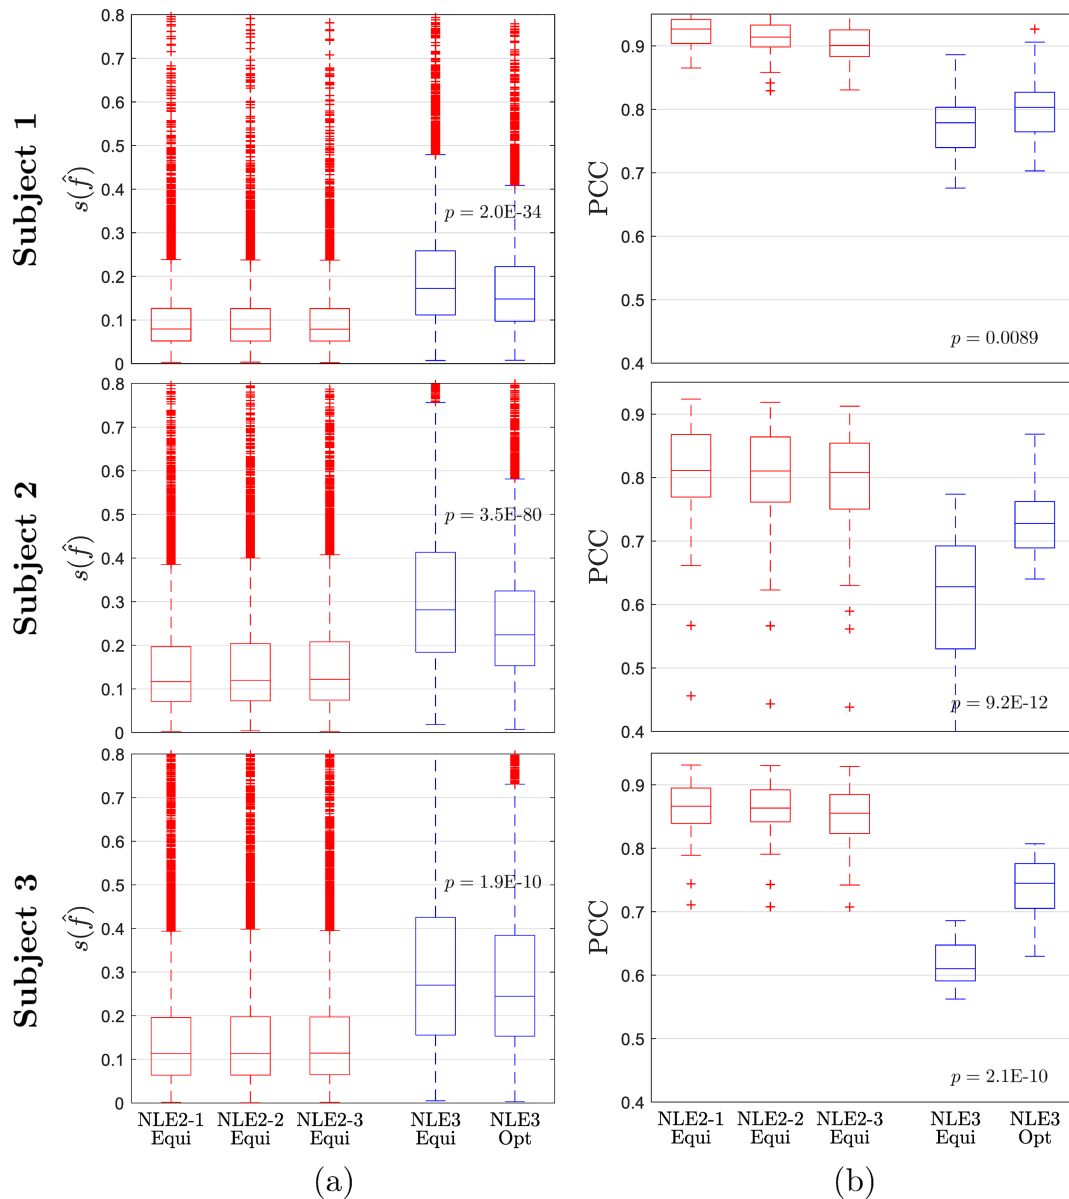 Subject 1
s(f̂)
0.8
0.7
0.6
0.5
0.4
0.3
0.2
0.1
0
p = 2.0E-34
PCC
0.9
0.8
0.7
0.6
0.5
0.4
p = 0.0089
Subject 2
s(f̂)
0.8
0.7
0.6
0.5
0.4
0.3
0.2
0.1
0
p = 3.5E-80
PCC
0.9
0.8
0.7
0.6
0.5
0.4
p = 9.2E-12
Subject 3
s(f̂)
0.8
0.7
0.6
0.5
0.4
0.3
0.2
0.1
0
p = 1.9E-10
PCC
0.9
0.8
0.7
0.6
0.5
0.4
p = 2.1E-10
NLE2-1 NLE2-2 NLE2-3 NLE3 NLE3
Equi Equi Equi Equi Opt
(a)
NLE2-1 NLE2-2 NLE2-3 NLE3 NLE3
Equi Equi Equi Equi Opt
(b)